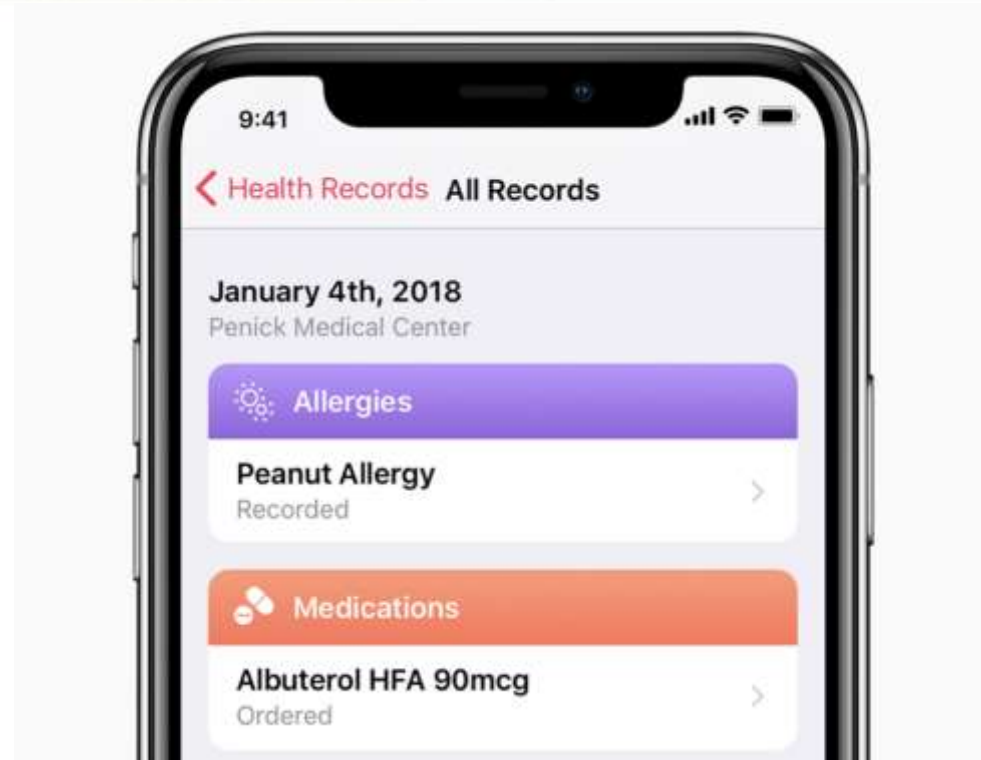 9:41
Health Records All Records
January 4th, 2018
Penick Medical Center
Allergies
Peanut Allergy
Recorded
Medications
Albuterol HFA 90mcg
Ordered